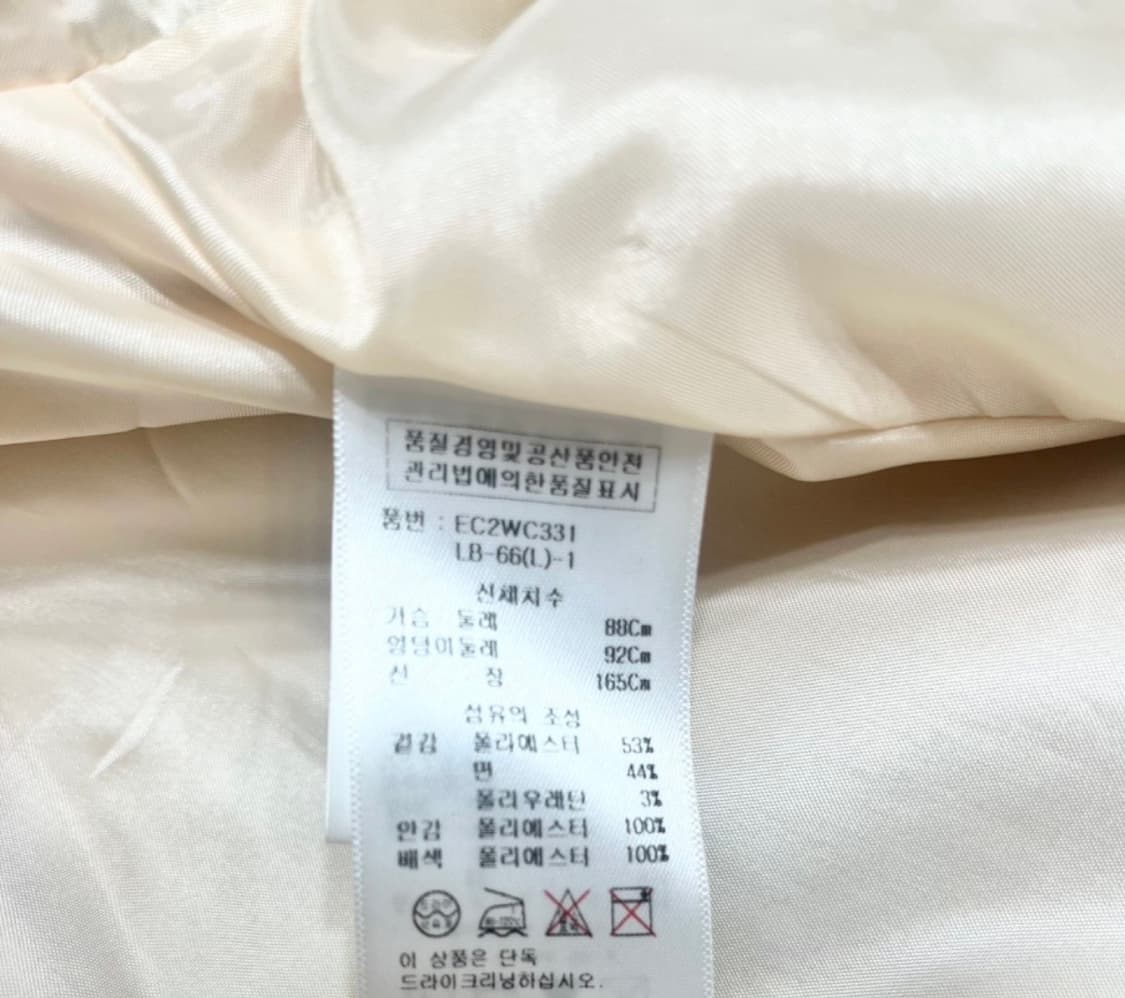 품질경영및공산품안전
관리법에의한품질표시
품번 : EC2WC331
LB-66(L)-1
신체치수
가슴 둘레 88Cm
엉덩이둘레 92Cm
신 장 165Cm
섬유의 조성
겉감 폴리에스터 53%
면 44%
폴리우레탄 3%
안감 폴리에스터 100%
배색 폴리에스터 100%
이 상품은 단독
드라이크리닝하십시오.